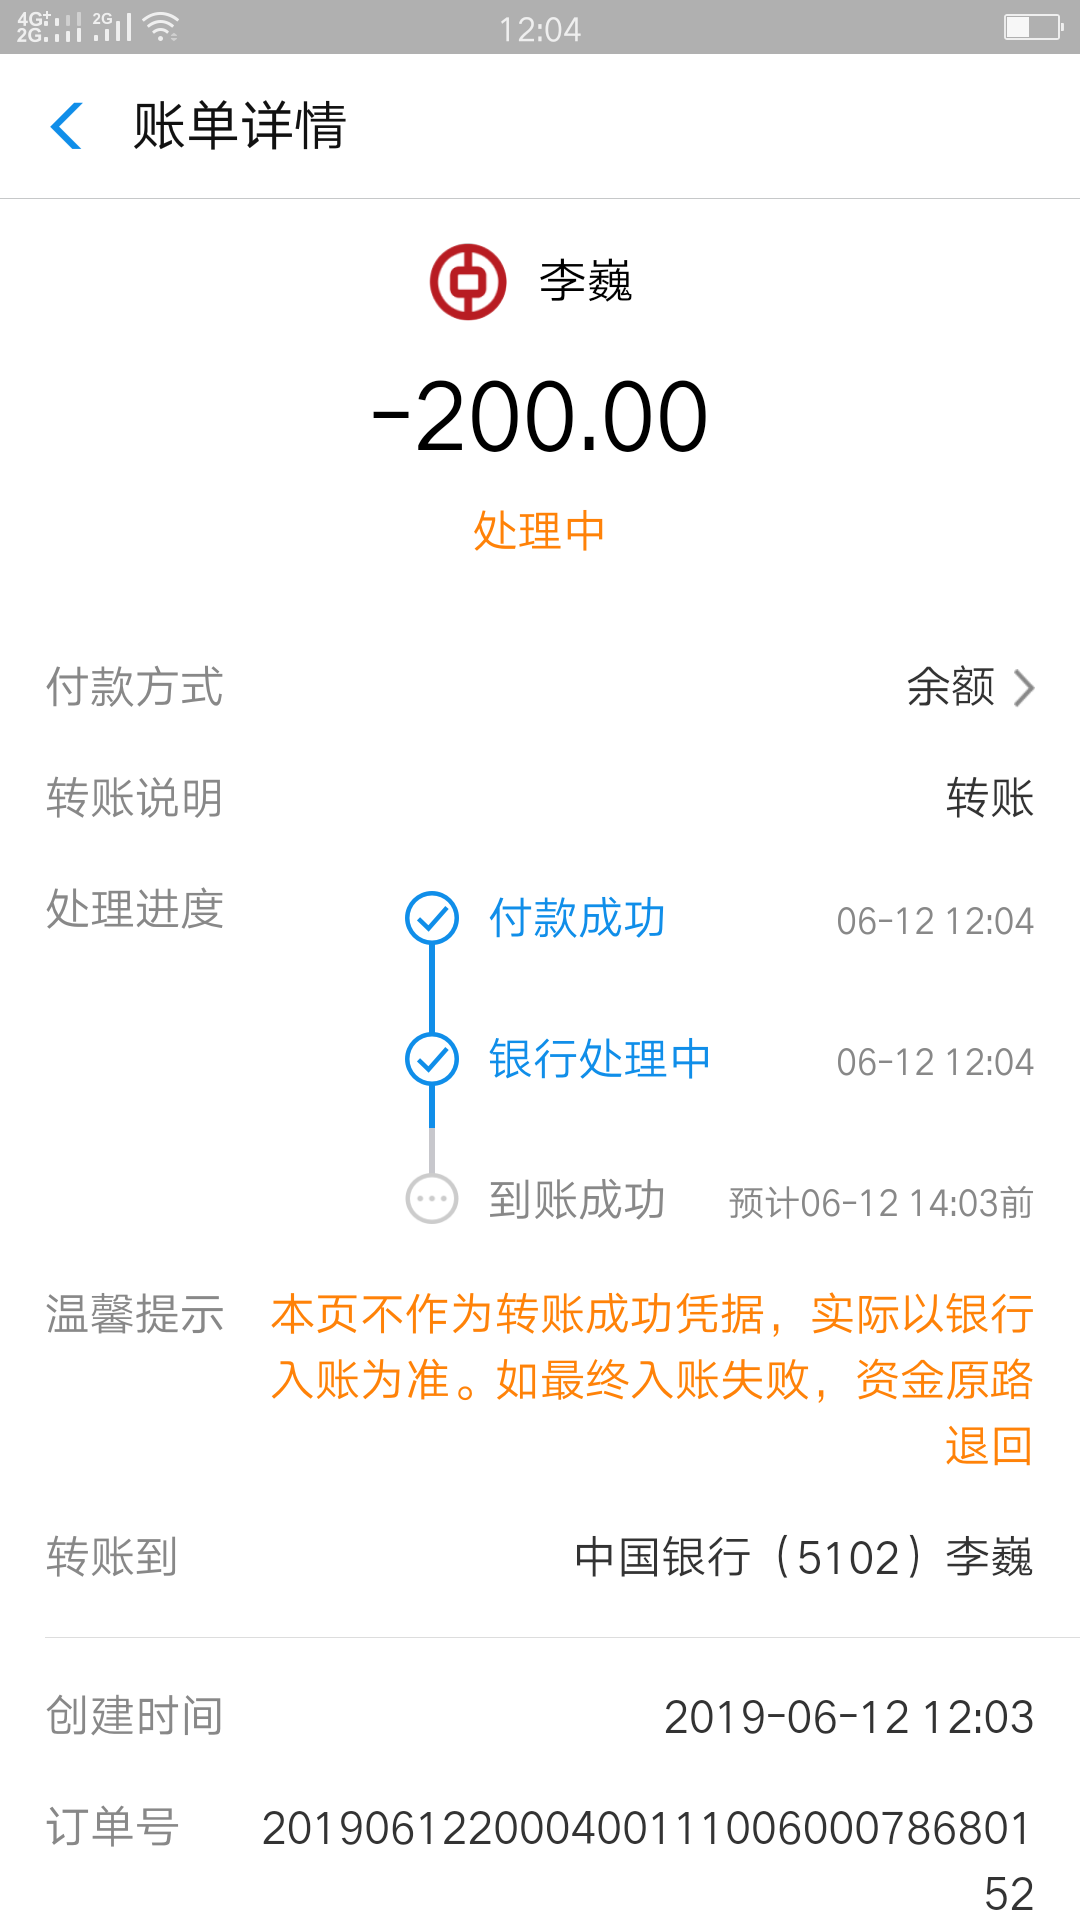 4G+ 2G 2G 12:04
账单详情
李巍
-200.00
处理中
付款方式 余额
转账说明 转账
处理进度 付款成功 06-12 12:04
银行处理中 06-12 12:04
到账成功 预计06-12 14:03前
温馨提示 本页不作为转账成功凭据，实际以银行
入账为准。如最终入账失败，资金原路
退回
转账到 中国银行（5102）李巍
创建时间 2019-06-12 12:03
订单号 201906122000400111006000786801
52